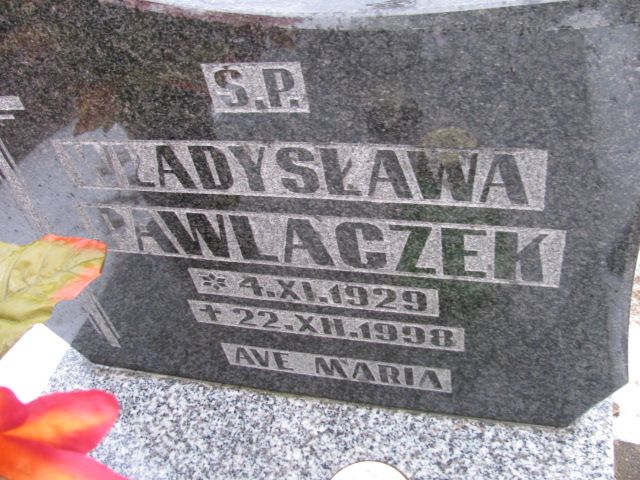 Ś.P.
WŁADYSŁAWA
PAWLACZEK
* 4.XI.1929
+ 22.XII.1998
AVE MARIA